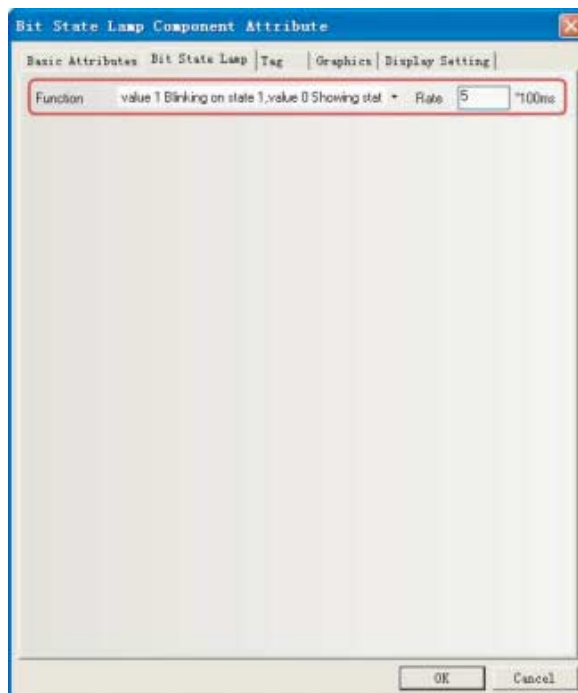 Bit State Lamp Component Attribute
Basic Attributes Bit State Lamp Tag Graphics Display Setting
Function value 1 Blinking on state 1,value 0 Showing stat Rate 5 *100ms
OK Cancel